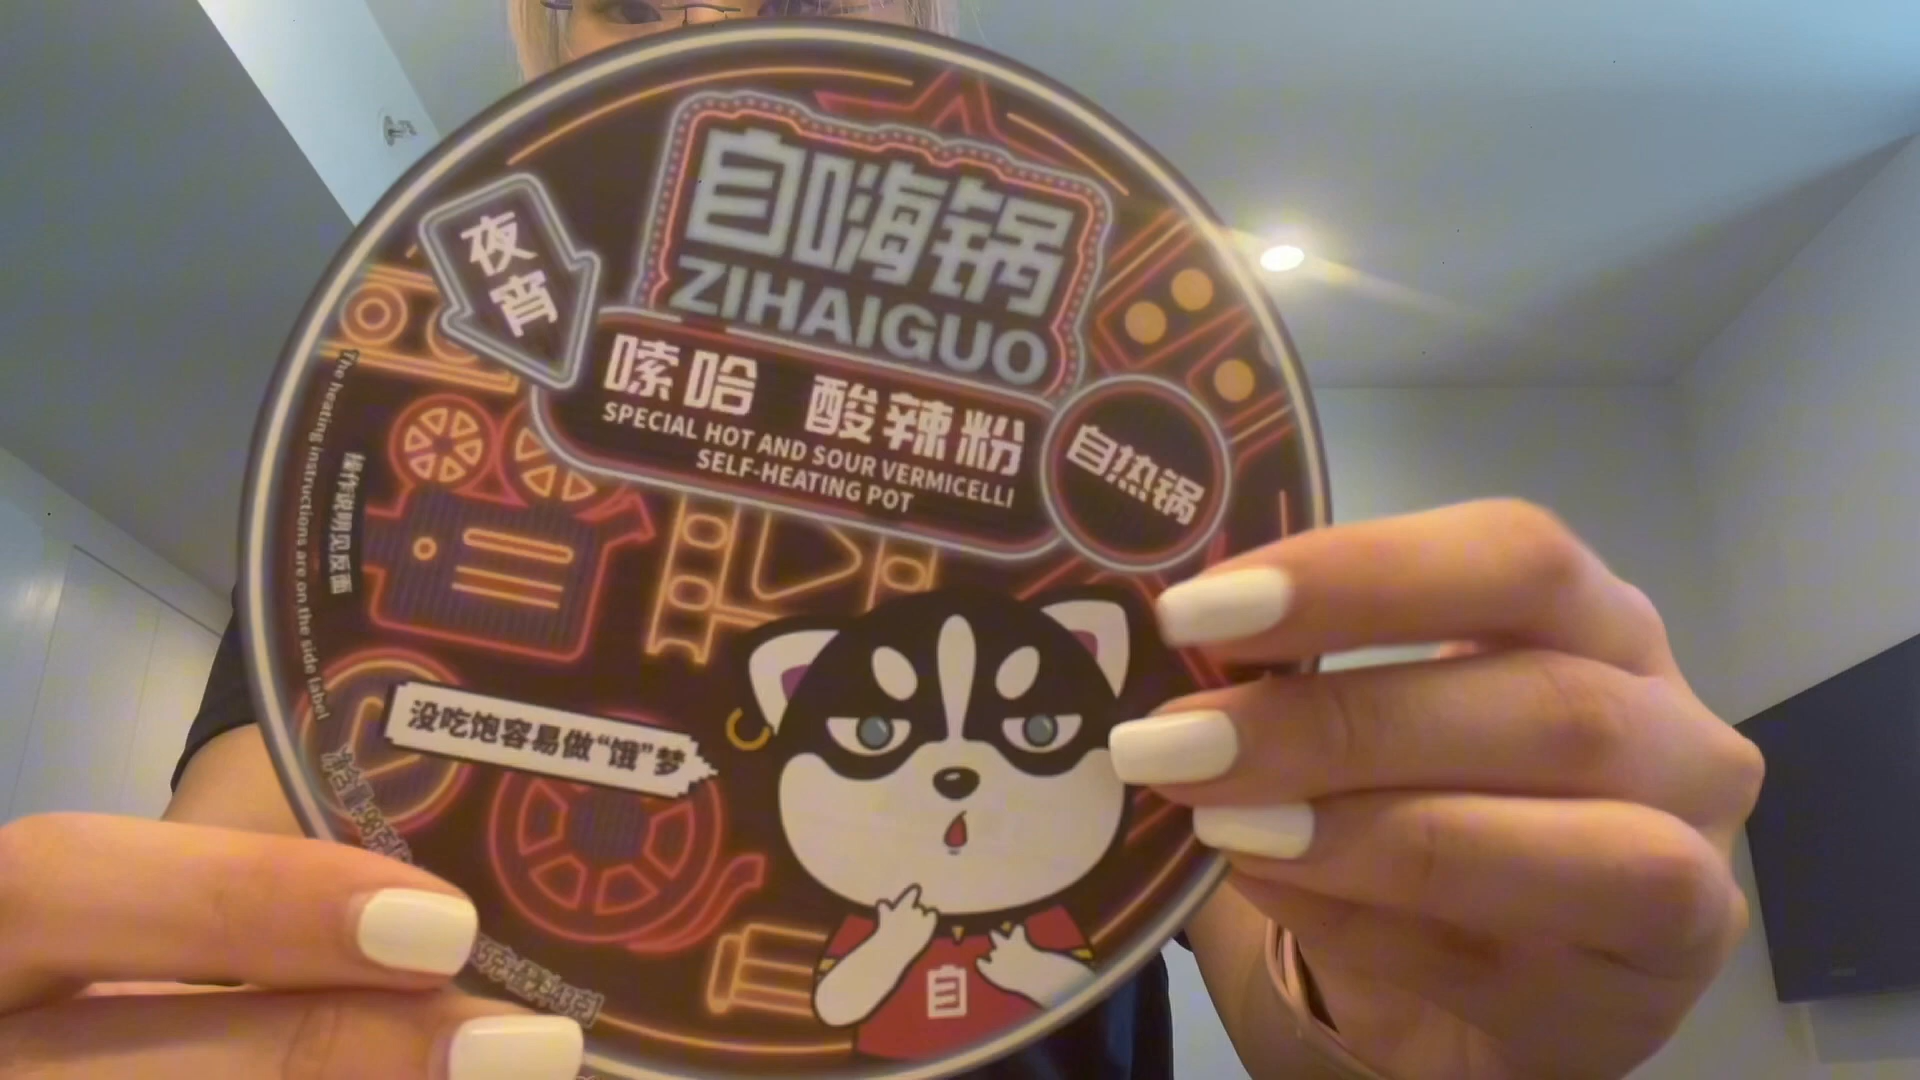 自嗨锅
ZIHAIGUO
夜宵
嗦哈 酸辣粉
SPECIAL HOT AND SOUR VERMICELLI
SELF-HEATING POT
自热锅
操作说明见反面
The heating instructions are on the side label
没吃饱容易做“饿”梦
自